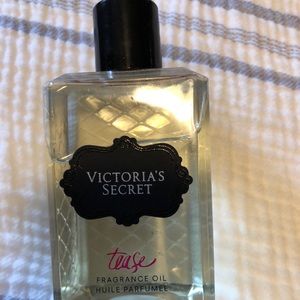 VICTORIA'S
SECRET
tease
FRAGRANCE OIL
HUILE PARFUMÉE